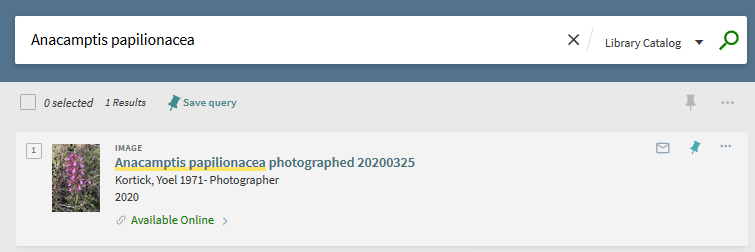 Anacamptis papilionacea
Library Catalog
0 selected 1 Results Save query
1
IMAGE
Anacamptis papilionacea photographed 20200325
Kortick, Yoel 1971- Photographer
2020
Available Online